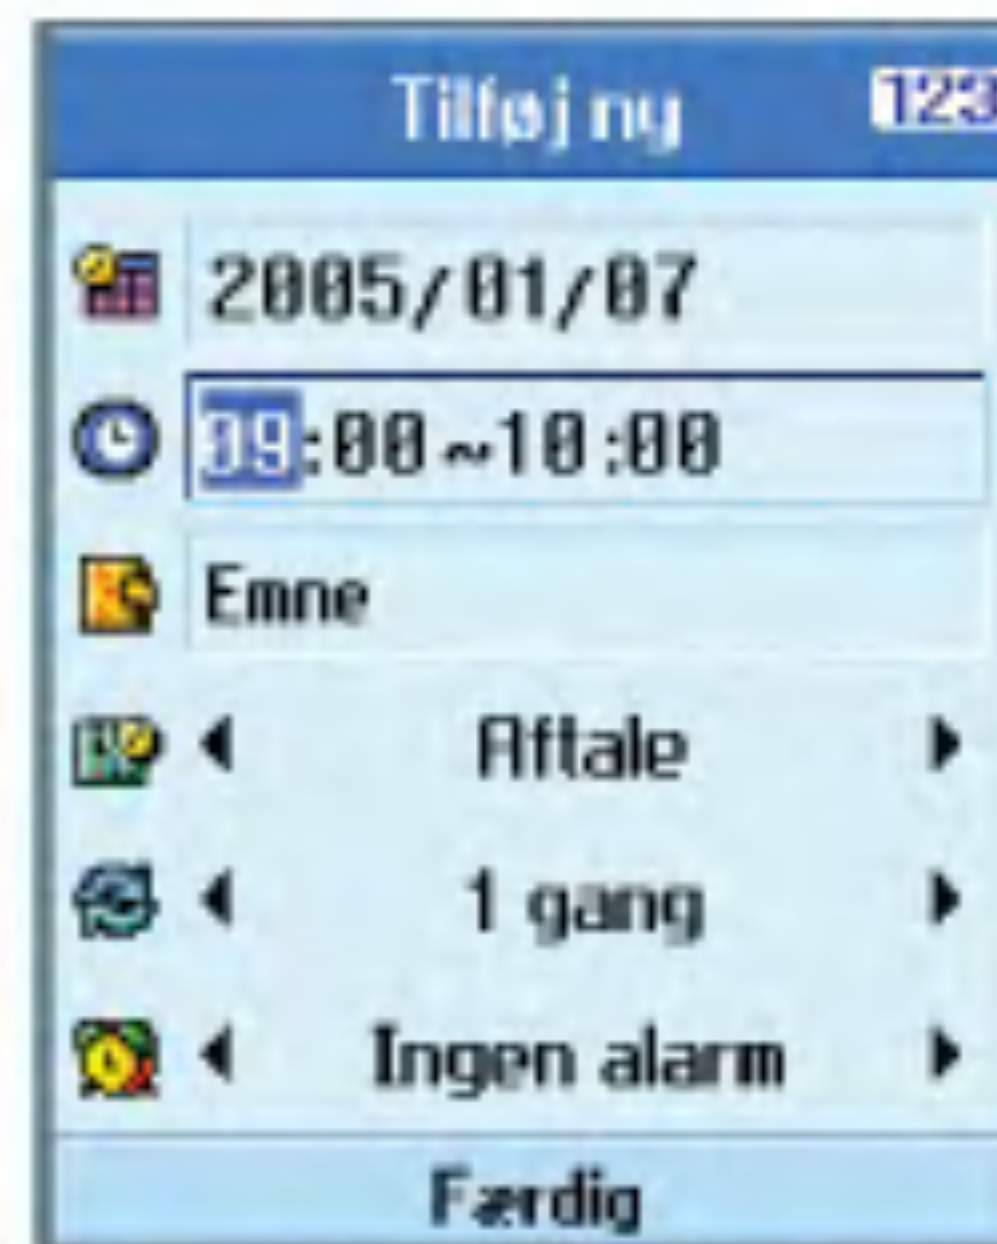 Tilføj ny 123
2005/01/07
09:00~10:00
Emne
Aftale
1 gang
Ingen alarm
Færdig